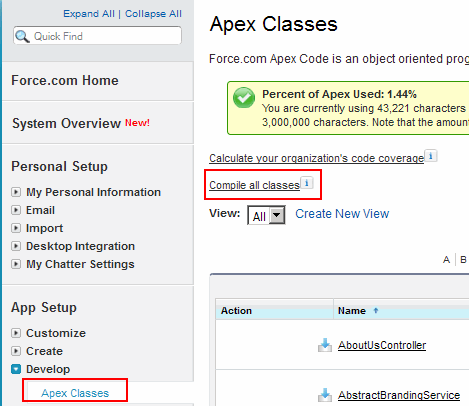 Expand All | Collapse All
Quick Find
Force.com Home
System Overview New!
Personal Setup
My Personal Information
Email
Import
Desktop Integration
My Chatter Settings
App Setup
Customize
Create
Develop
Apex Classes
Apex Classes
Force.com Apex Code is an object oriented prog
Percent of Apex Used: 1.44%
You are currently using 43,221 characters
3,000,000 characters. Note that the amount
Calculate your organization's code coverage i
Compile all classes i
View: All Create New View
A | B
Action Name
AboutUsController
AbstractBrandingService